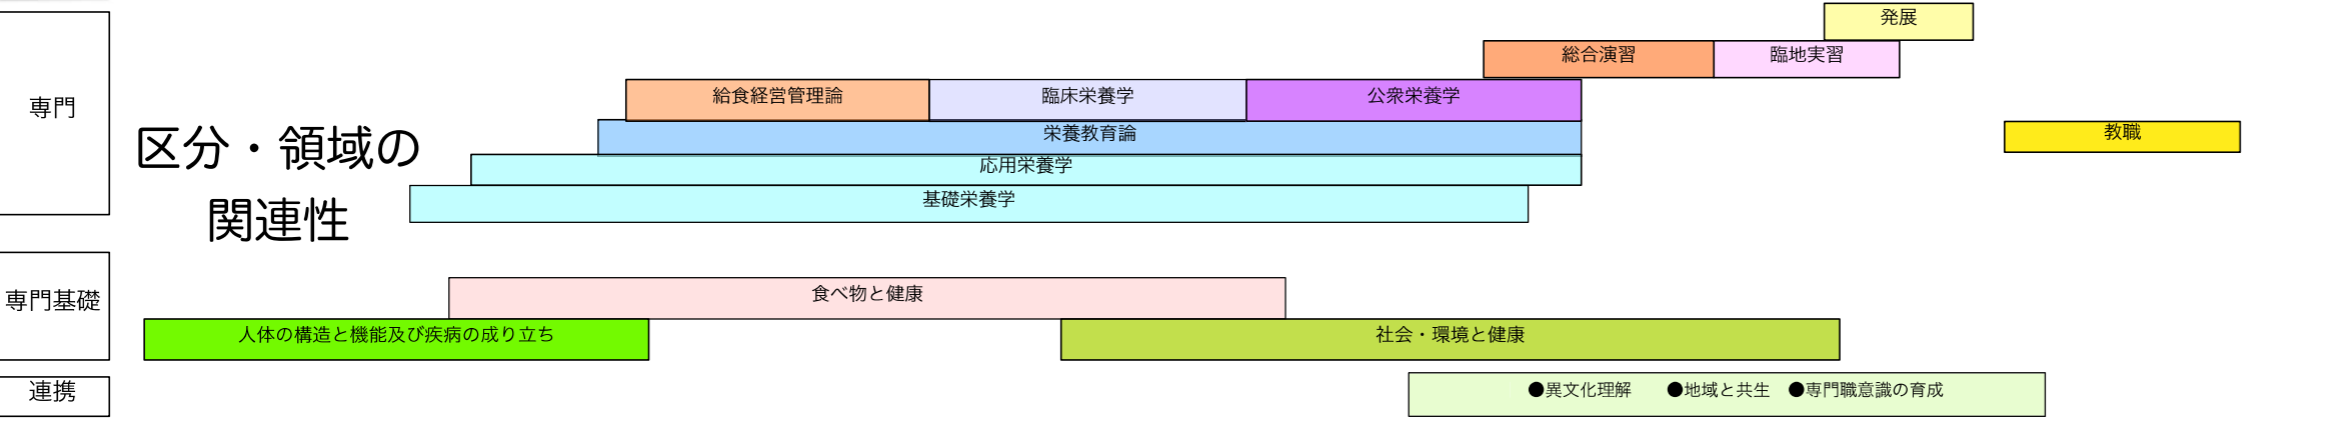 発展
総合演習
臨地実習
専門
給食経営管理論
臨床栄養学
公衆栄養学
区分・領域の
関連性
栄養教育論
教職
応用栄養学
基礎栄養学
専門基礎
食べ物と健康
人体の構造と機能及び疾病の成り立ち
社会・環境と健康
連携
●異文化理解　●地域と共生　●専門職意識の育成